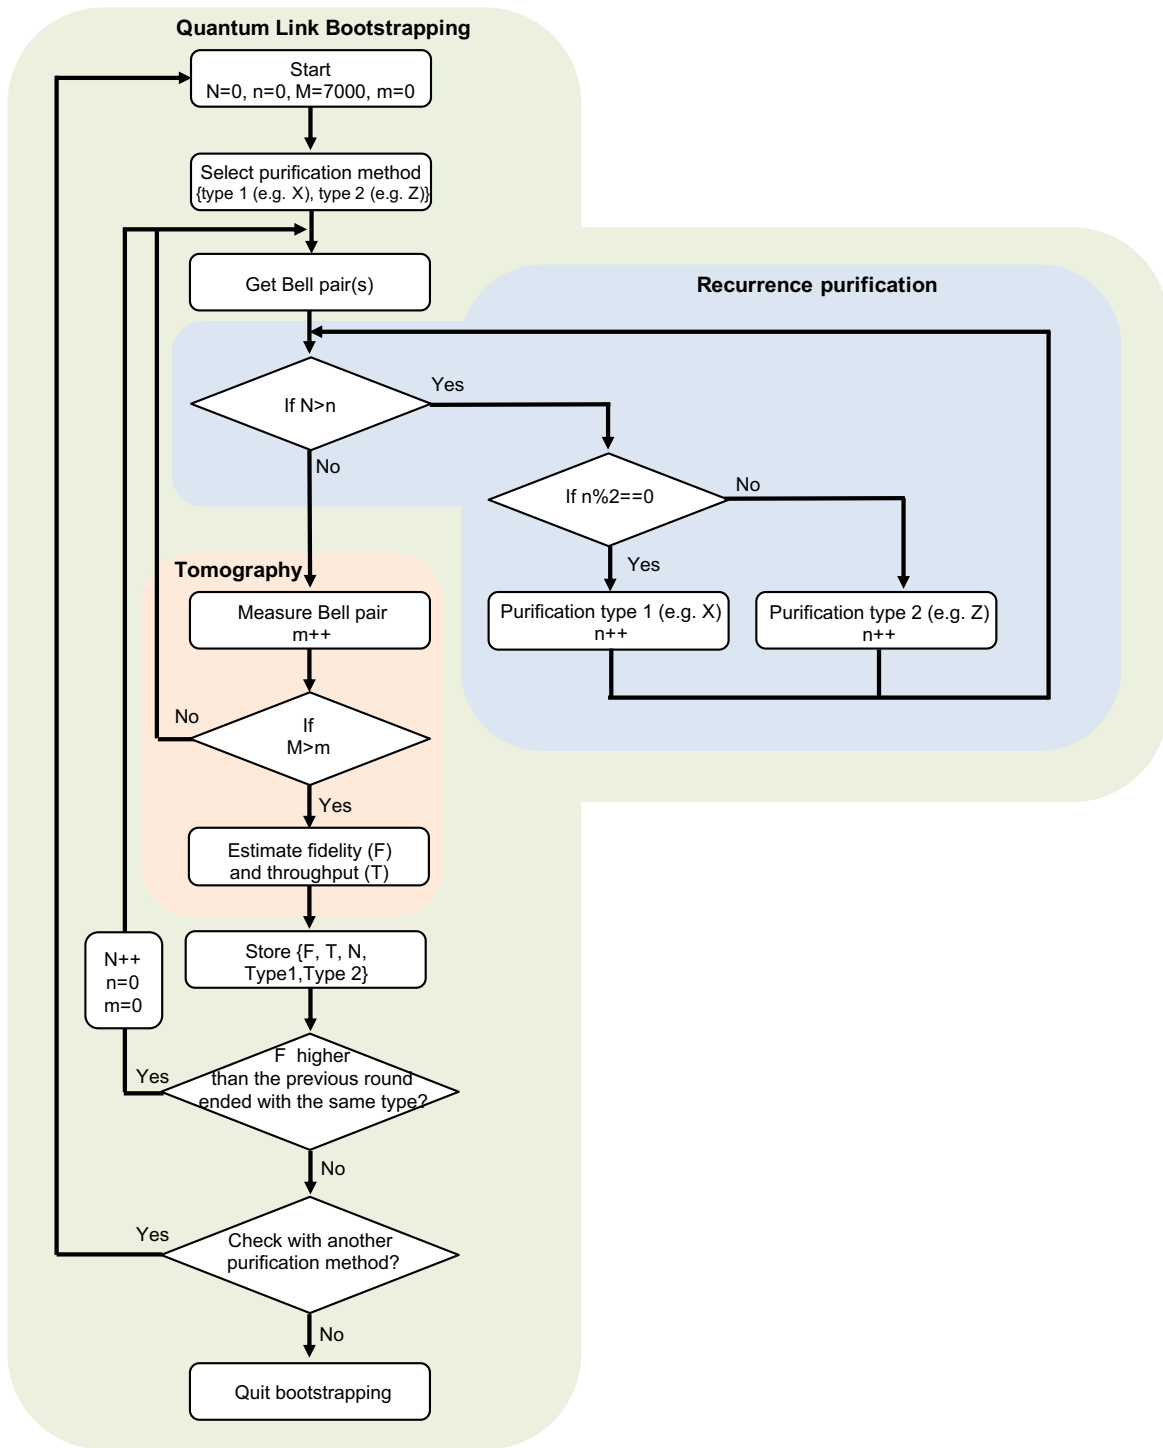 Quantum Link Bootstrapping
Start
N=0, n=0, M=7000, m=0
Select purification method
{type 1 (e.g. X), type 2 (e.g. Z)}
Get Bell pair(s)
Recurrence purification
If N>n
Yes
No
If n%2==0
No
Yes
Purification type 1 (e.g. X)
n++
Purification type 2 (e.g. Z)
n++
Tomography
Measure Bell pair
m++
If
M>m
No
Yes
Estimate fidelity (F)
and throughput (T)
Store {F, T, N,
Type1,Type 2}
N++
n=0
m=0
F higher
than the previous round
ended with the same type?
Yes
No
Check with another
purification method?
Yes
No
Quit bootstrapping